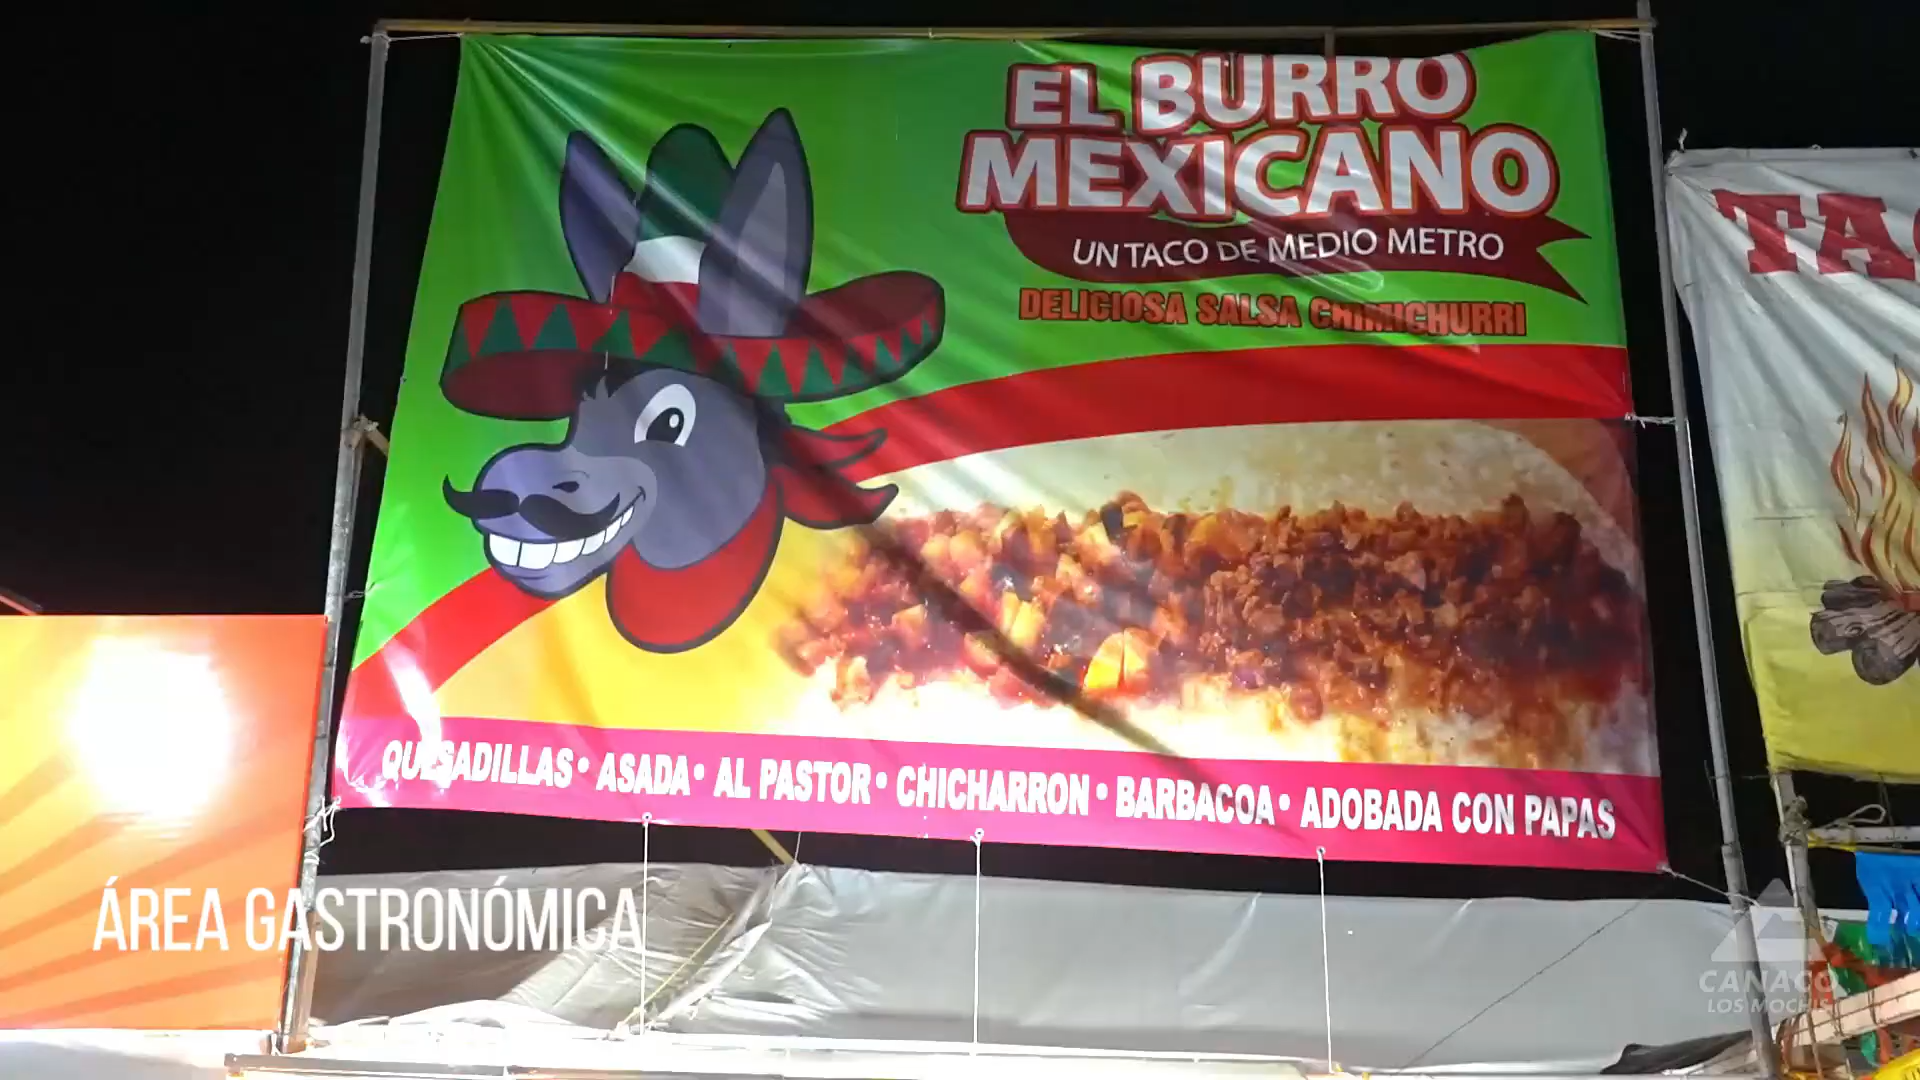 EL BURRO
MEXICANO
UN TACO DE MEDIO METRO
DELICIOSA SALSA CHIMICHURRI
QUESADILLAS • ASADA • AL PASTOR • CHICHARRON • BARBACOA • ADOBADA CON PAPAS
ÁREA GASTRONÓMICA
CANACO
LOS MOCHIS